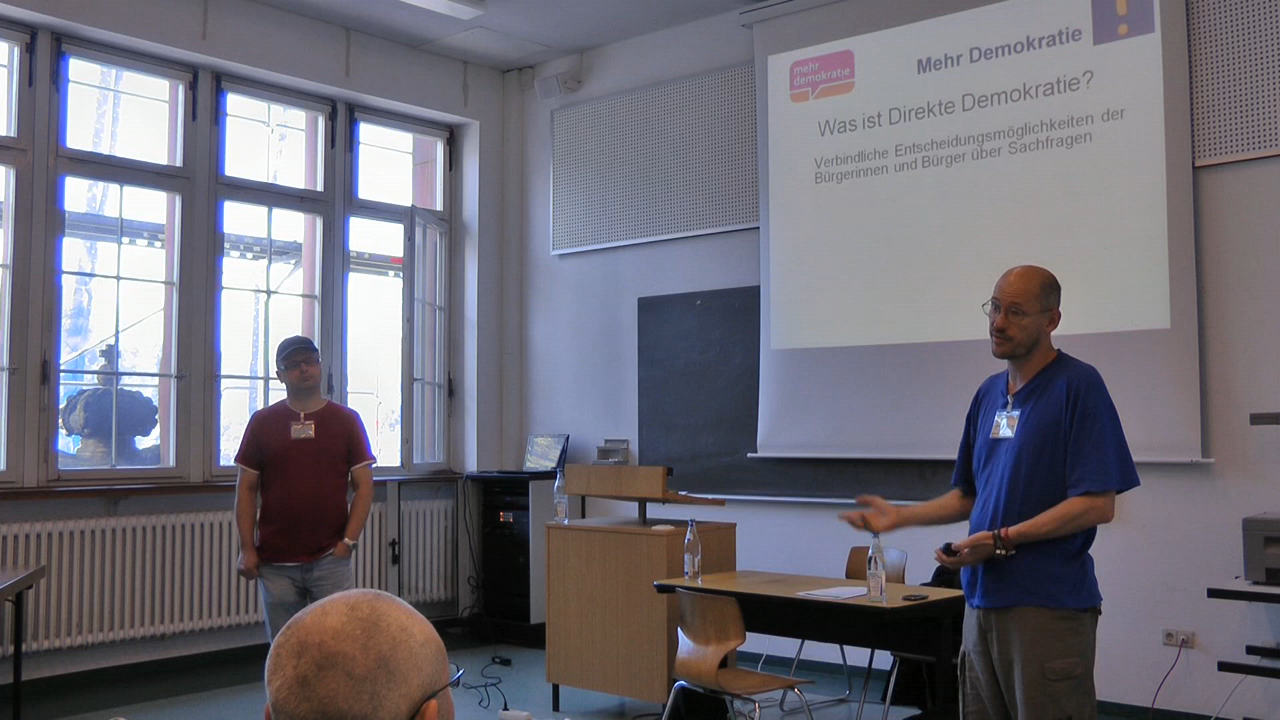 mehr
demokratie
Mehr Demokratie
!
Was ist Direkte Demokratie?
Verbindliche Entscheidungsmöglichkeiten der
Bürgerinnen und Bürger über Sachfragen